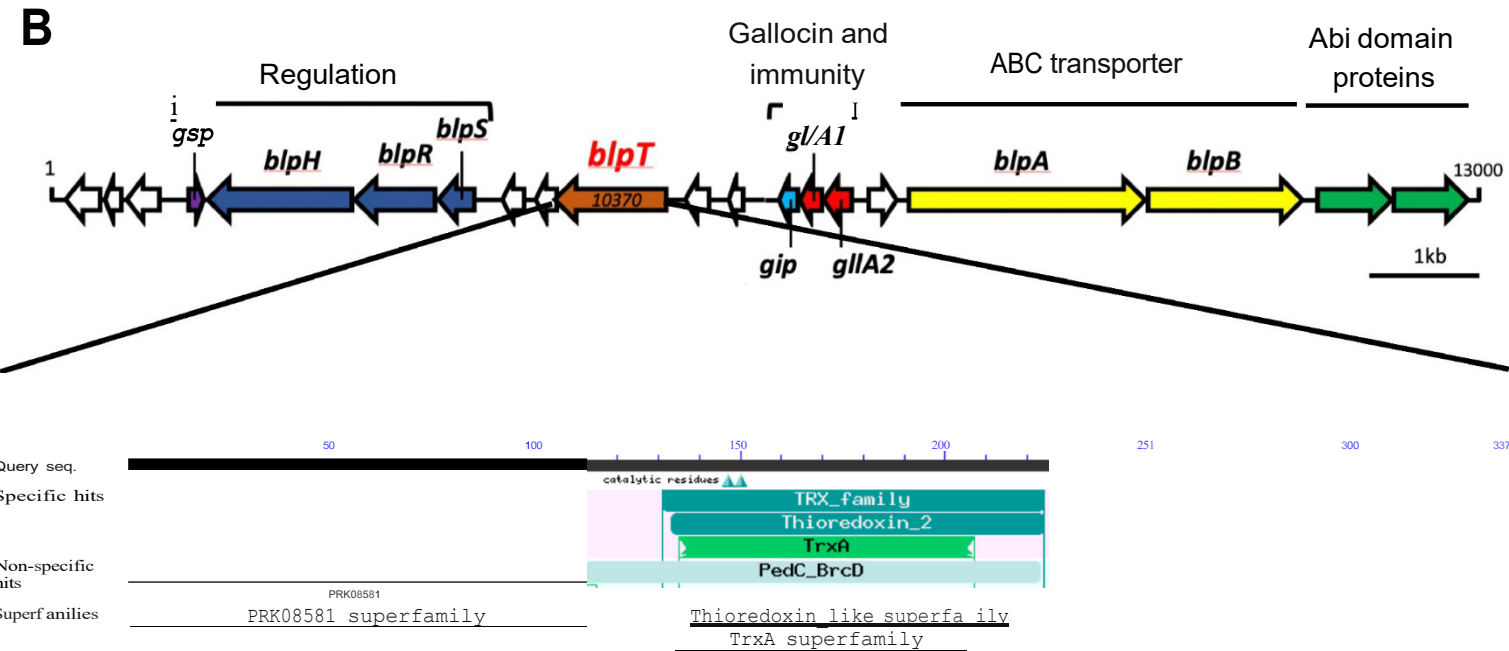 B
Regulation
Gallocin and
immunity
ABC transporter
Abi domain
proteins
i
gsp
blpH
blpR
blpS
blpT
gl/A1
I
blpA
blpB
1
10370
13000
gip
gllA2
1kb
50 100 150 200 251 300 337
Query seq.
catalytic residues
Specific hits
TRX_family
Thioredoxin_2
TrxA
Non-specific
hits
PedC_BrcD
PRK08581
Superf anilies
PRK08581 superfamily
Thioredoxin_like superfa ily
TrxA superfamily